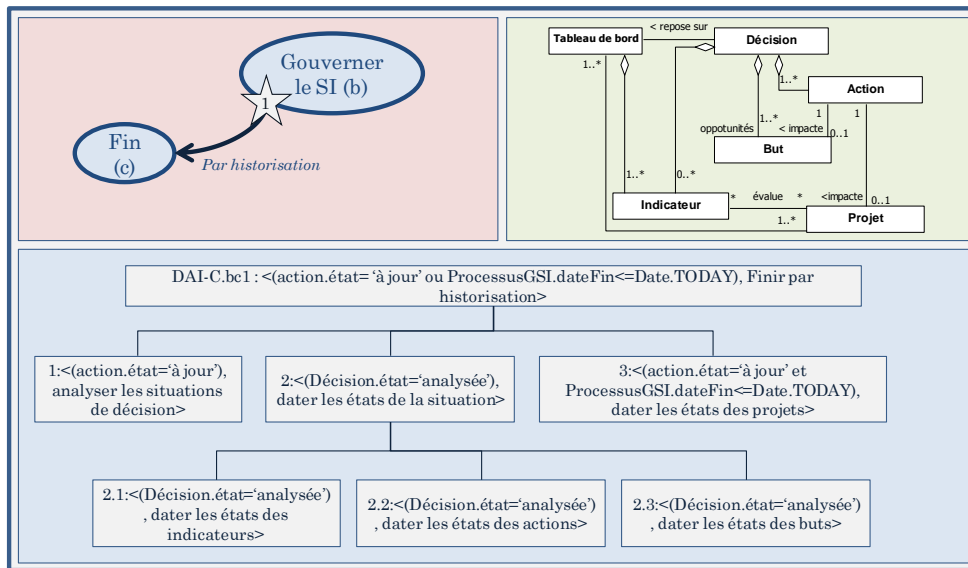 Gouverner
le SI (b)
1
Fin
(c)
Par historisation
< repose sur
Tableau de bord
Décision
1..*
1..*
Action
1..*
1
1
oppotunités
< impacte
0..1
But
1..*
0..*
Indicateur
*
évalue
*
<impacte
0..1
1..*
Projet
DAI-C.bc1 : <(action.état= ‘à jour’ ou ProcessusGSI.dateFin<=Date.TODAY), Finir par
historisation>
1:<(action.état=‘à jour’),
analyser les situations
de décision>
2:<(Décision.état=‘analysée’),
dater les états de la situation>
3:<(action.état=‘à jour’ et
ProcessusGSI.dateFin<=Date.TODAY),
dater les états des projets>
2.1:<(Décision.état=‘analysée’)
, dater les états des
indicateurs>
2.2:<(Décision.état=‘analysée’)
, dater les états des actions>
2.3:<(Décision.état=‘analysée’)
, dater les états des buts>